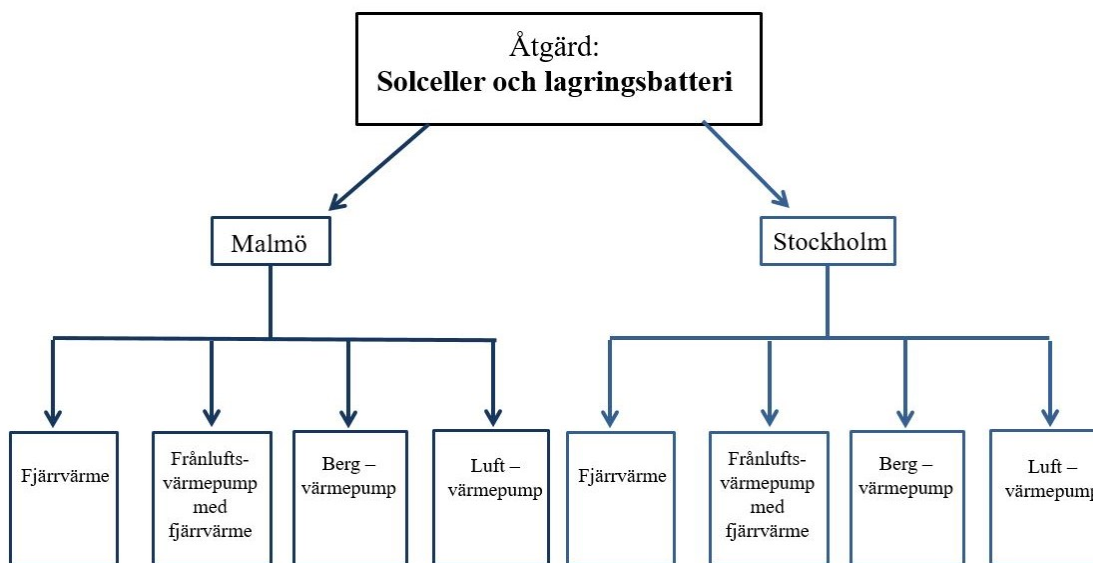 Åtgärd:
Solceller och lagringsbatteri
Malmö
Stockholm
Fjärrvärme
Frånlufts-
värmepump
med
fjärrvärme
Berg –
värmepump
Luft –
värmepump
Fjärrvärme
Frånlufts-
värmepump
med
fjärrvärme
Berg –
värmepump
Luft –
värmepump